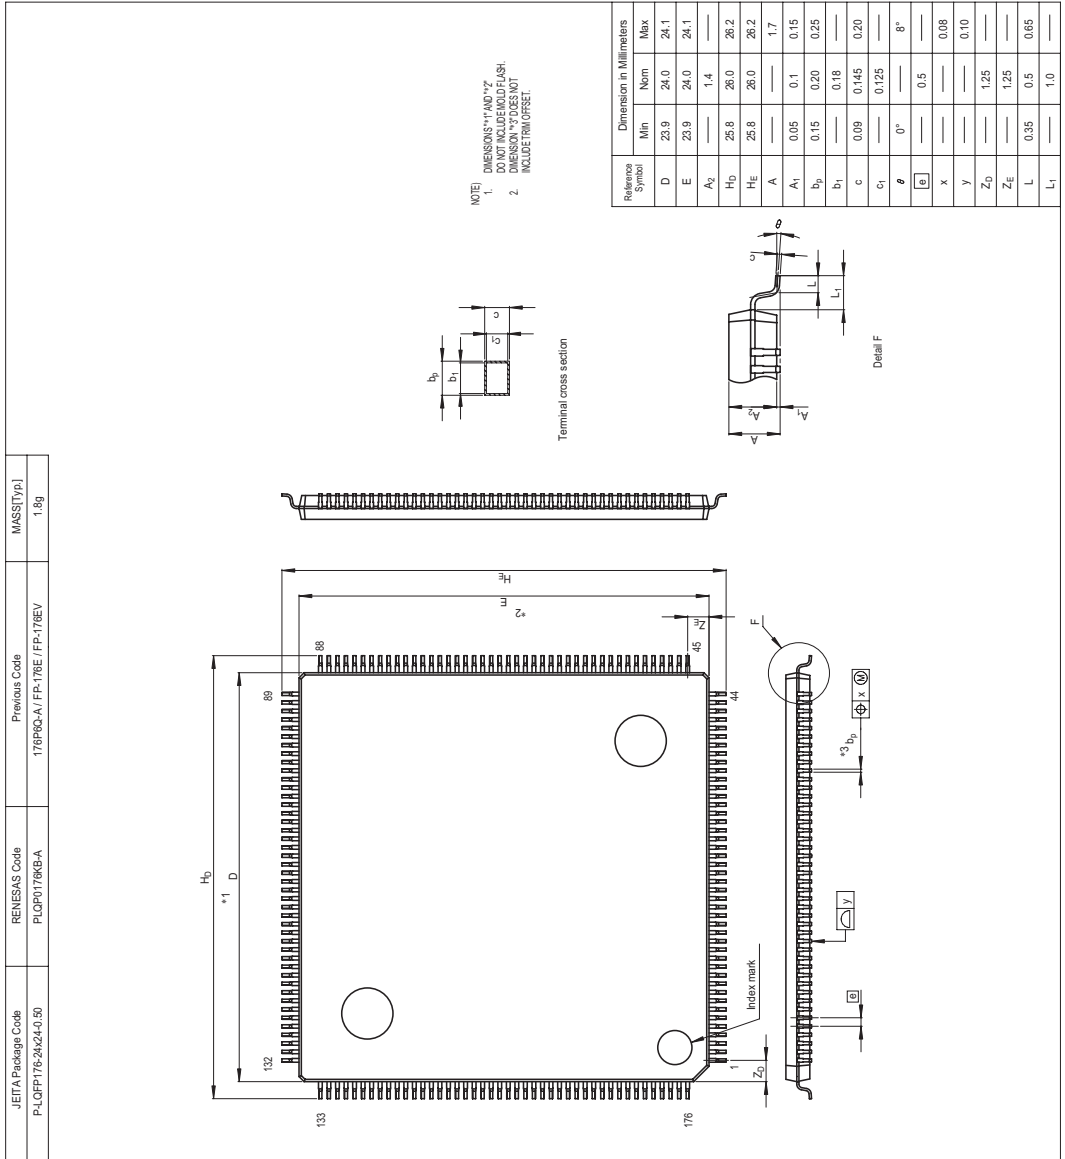 JEITA Package Code RENESAS Code Previous Code MASS[Typ.]
P-LQFP176-24x24-0.50 PLQP0176KB-A 176P6Q-A / FP-176E / FP-176EV 1.8g
HD
*1 D
132 89
133 88
*2 E
HE
176 45
1 44
ZE
ZD
Index mark
F
e
y
*3 bp
x M
bp
b1
c1
c
Terminal cross section
A
A2
A1
c
θ
L
L1
Detail F
NOTE)
1. DIMENSIONS "*1" AND "*2"
DO NOT INCLUDE MOLD FLASH.
2. DIMENSION "*3" DOES NOT
INCLUDE TRIM OFFSET.
Reference Symbol Dimension in Millimeters
Min Nom Max
D 23.9 24.0 24.1
E 23.9 24.0 24.1
A2 — 1.4 —
HD 25.8 26.0 26.2
HE 25.8 26.0 26.2
A — — 1.7
A1 0.05 0.1 0.15
bp 0.15 0.20 0.25
b1 — 0.18 —
c 0.09 0.145 0.20
c1 — 0.125 —
θ 0° — 8°
e — 0.5 —
x — — 0.08
y — — 0.10
ZD — 1.25 —
ZE — 1.25 —
L 0.35 0.5 0.65
L1 — 1.0 —